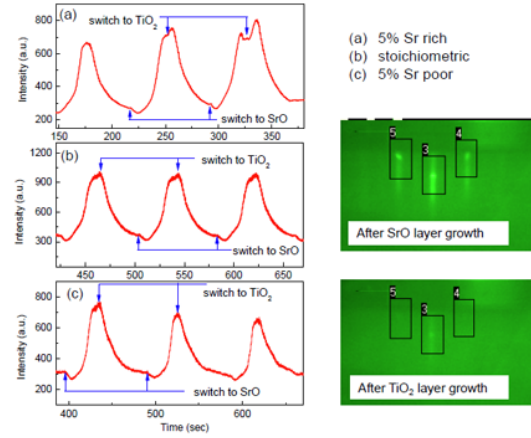 (a)
switch to TiO2
switch to SrO
Intensity (a.u.)
800
600
400
200
150 200 250 300 350
(b)
switch to TiO2
switch to SrO
Intensity (a.u.)
1200
900
600
300
0
450 500 550 600 650
(c)
switch to TiO2
switch to SrO
Intensity (a.u.)
800
600
400
200
400 500 600
Time (sec)
(a) 5% Sr rich
(b) stoichiometric
(c) 5% Sr poor
5 3 4
After SrO layer growth
5 3 4
After TiO2 layer growth